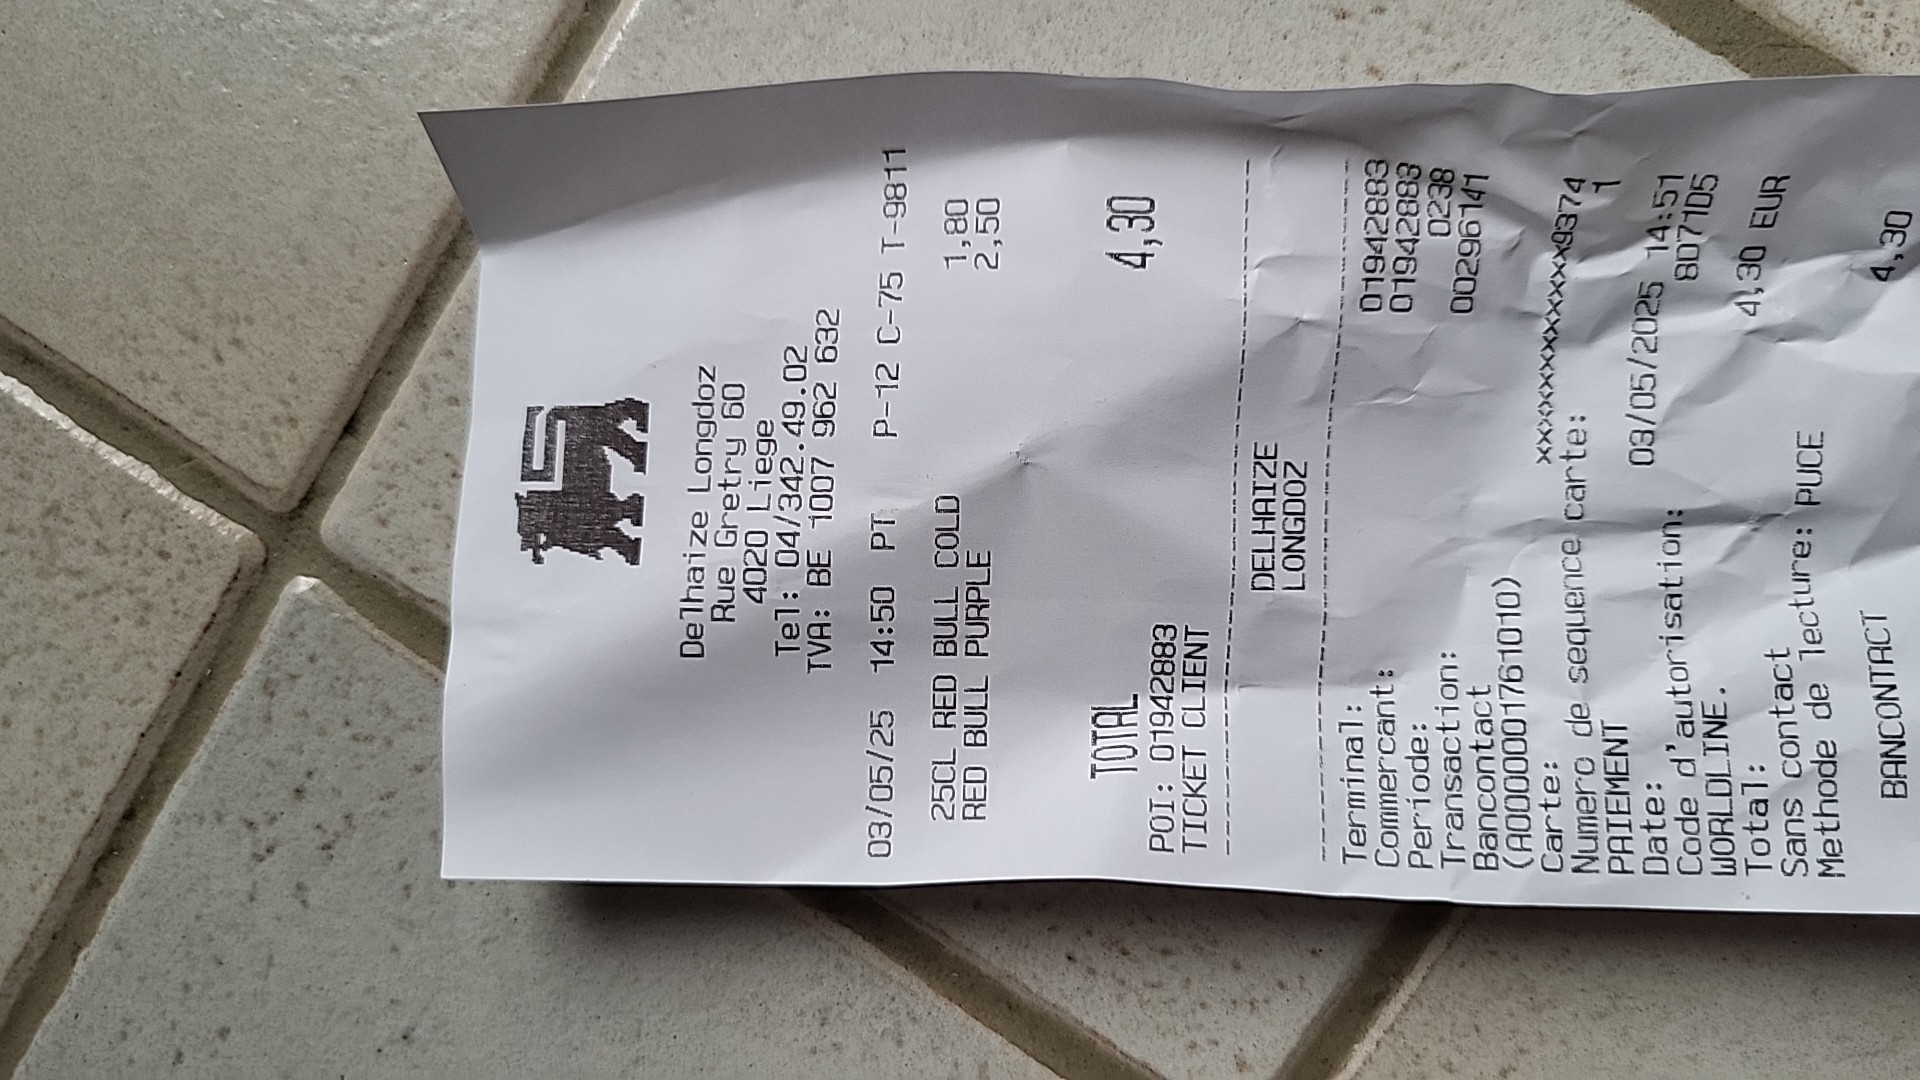 Delhaize Longdoz
Rue Gretry 60
4020 Liege
Tel: 04/342.49.02
TVA: BE 1007 962 632
03/05/25 14:50 PT P-12 C-75 T-9811
25CL RED BULL COLD 1,80
RED BULL PURPLE 2,50
TOTAL 4,30
POI: 01942883
TICKET CLIENT
DELHAIZE
LONGDOZ
Terminal: 01942883
Commercant: 01942883
Periode: 0238
Transaction: 00296141
Bancontact
(A0000001761010)
Carte: xxxxxxxxxxxxx9374
Numero de sequence carte: 1
PAIEMENT
Date: 03/05/2025 14:51
Code d'autorisation: 807105
WORLDLINE.
Total: 4,30 EUR
Sans contact
Methode de lecture: PUCE
BANCONTACT 4,30